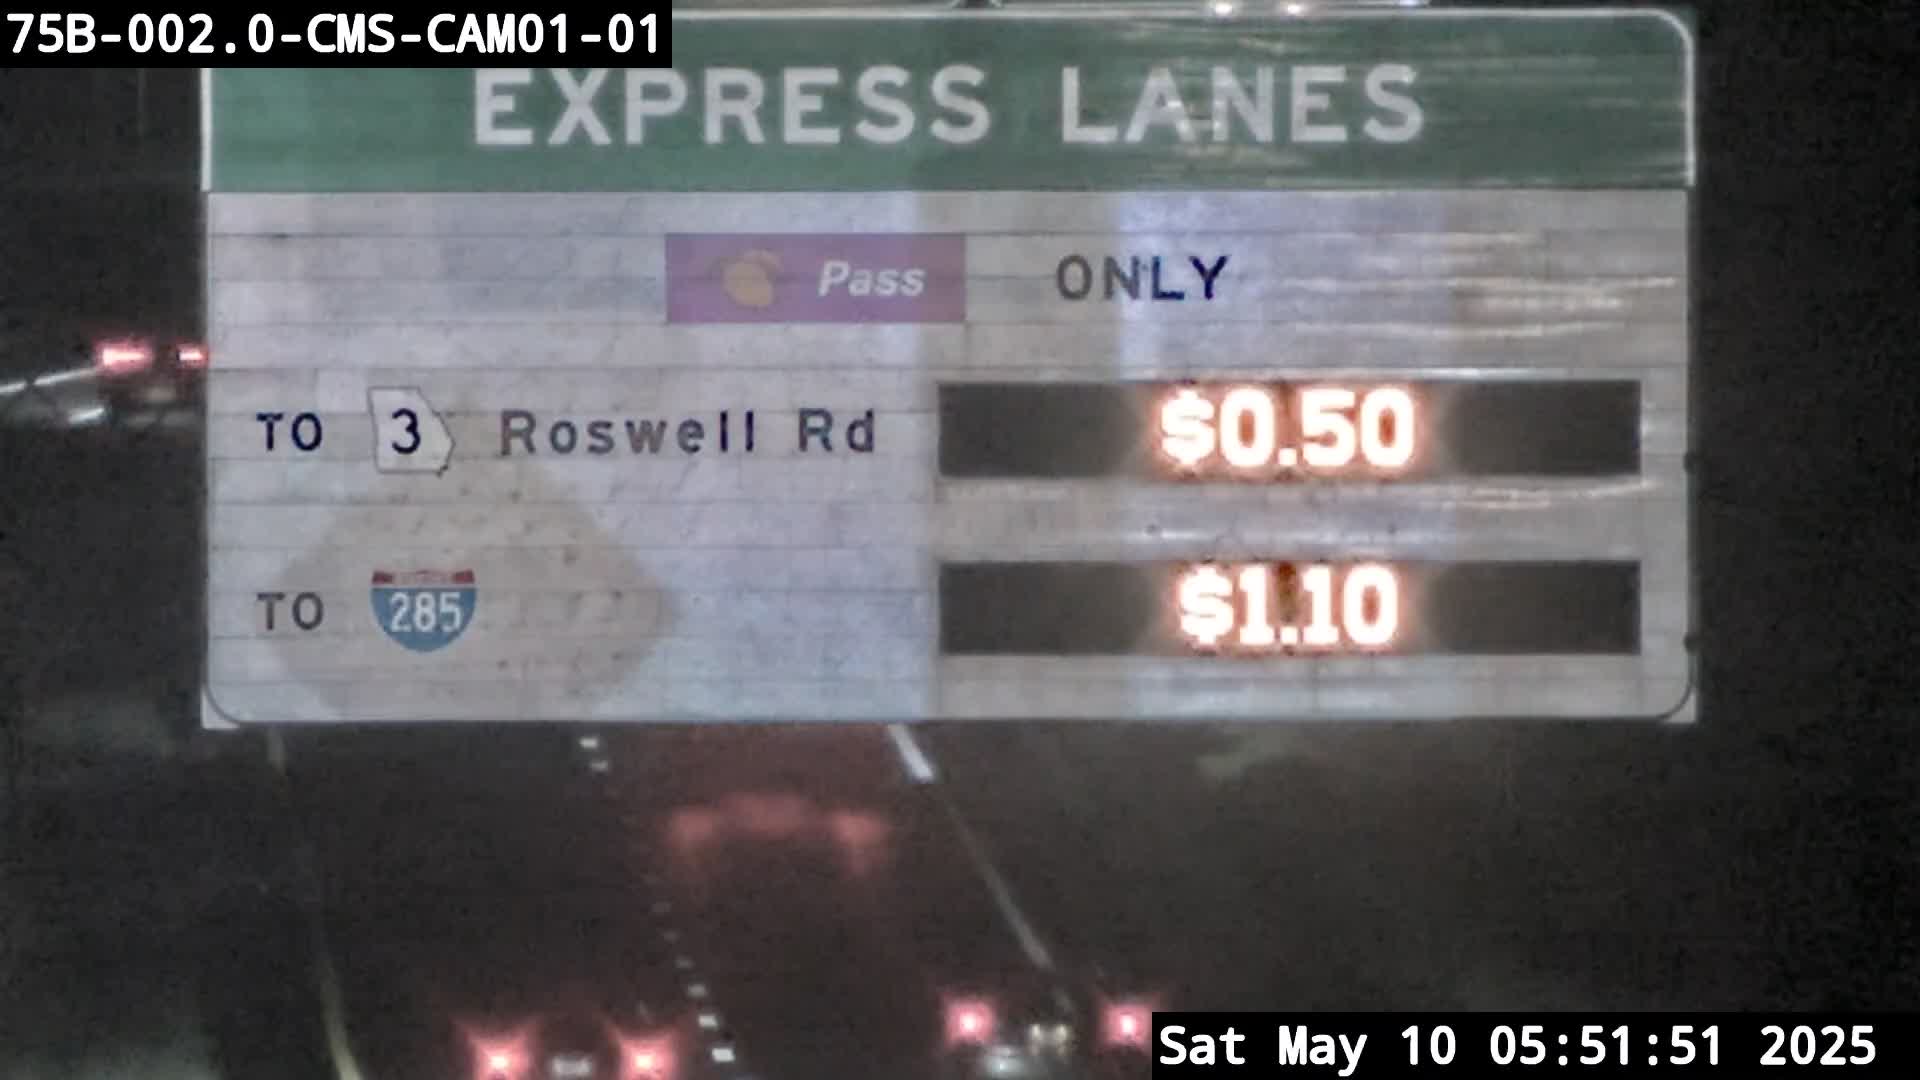 75B-002.0-CMS-CAM01-01
EXPRESS LANES
Pass ONLY
TO 3 Roswell Rd $0.50
TO 285 $1.10
Sat May 10 05:51:51 2025